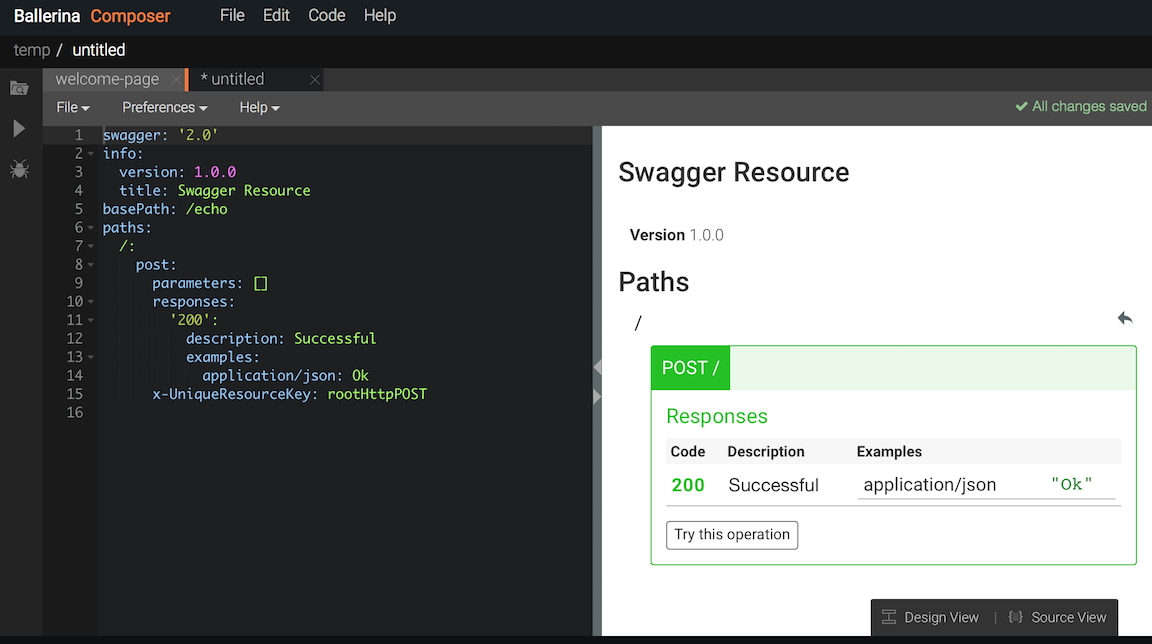 Ballerina Composer File Edit Code Help
temp / untitled
welcome-page * untitled
File Preferences Help All changes saved
1 swagger: '2.0'
2 info:
3 version: 1.0.0
4 title: Swagger Resource
5 basePath: /echo
6 paths:
7 /:
8 post:
9 parameters: []
10 responses:
11 '200':
12 description: Successful
13 examples:
14 application/json: Ok
15 x-UniqueResourceKey: rootHttpPOST
16
Swagger Resource
Version 1.0.0
Paths
/
POST /
Responses
Code Description Examples
200 Successful application/json "Ok"
Try this operation
Design View | Source View